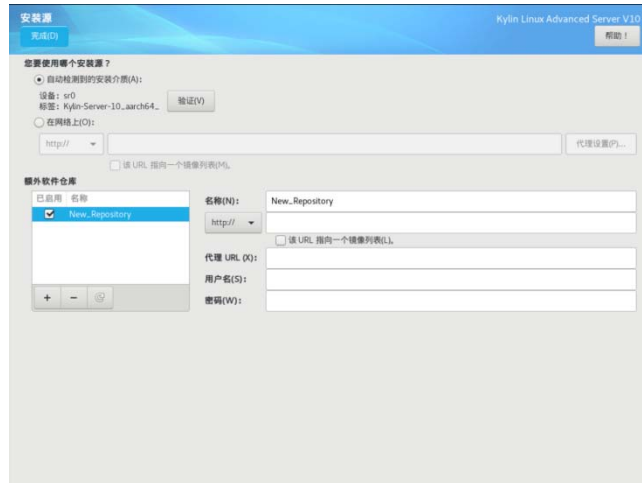 安装源
Kylin Linux Advanced Server V10
完成(D)
帮助！
您要使用哪个安装源？
自动检测到的安装介质(A)：
设备：sr0
标签：Kylin-Server-10_aarch64_
验证(V)
在网络上(O)：
http://
代理设置(P)...
该 URL 指向一个镜像列表(M)。
额外软件仓库
已启用 名称
New_Repository
名称(N)：
New_Repository
http://
该 URL 指向一个镜像列表(L)。
代理 URL (X)：
用户名(S)：
密码(W)：